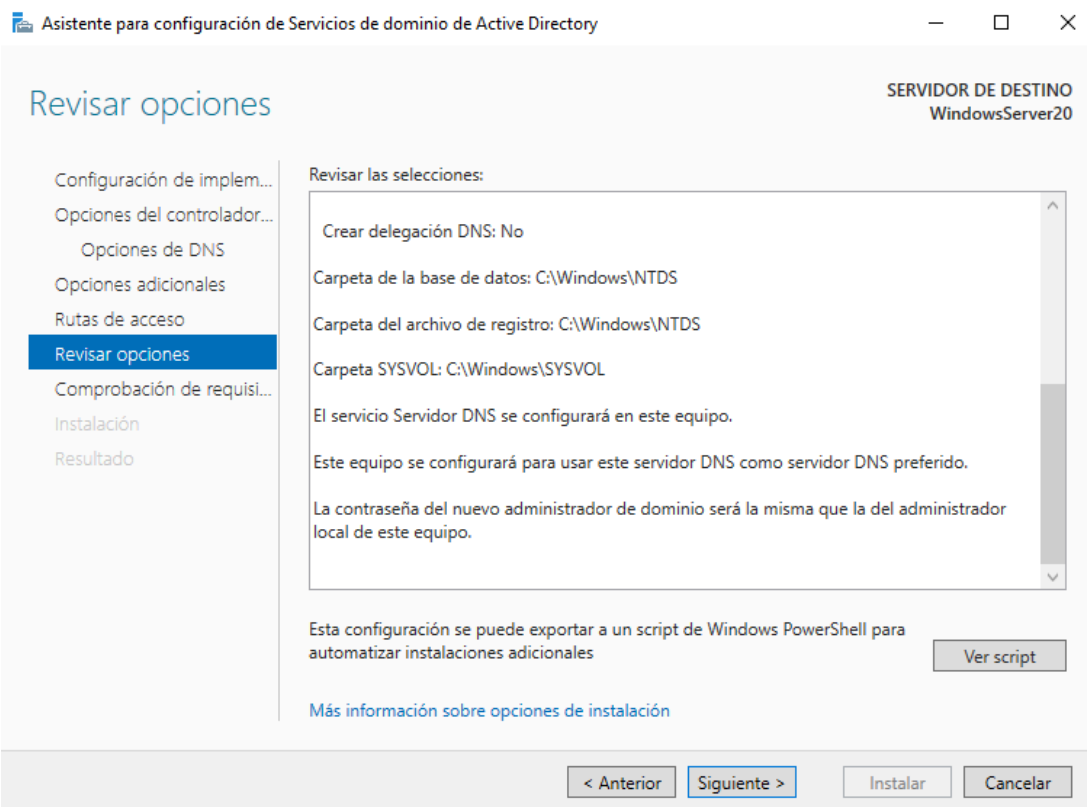 Asistente para configuración de Servicios de dominio de Active Directory
Revisar opciones
SERVIDOR DE DESTINO
WindowsServer20
Configuración de implem...
Opciones del controlador...
Opciones de DNS
Opciones adicionales
Rutas de acceso
Revisar opciones
Comprobación de requisi...
Instalación
Resultado
Revisar las selecciones:
Crear delegación DNS: No
Carpeta de la base de datos: C:\Windows\NTDS
Carpeta del archivo de registro: C:\Windows\NTDS
Carpeta SYSVOL: C:\Windows\SYSVOL
El servicio Servidor DNS se configurará en este equipo.
Este equipo se configurará para usar este servidor DNS como servidor DNS preferido.
La contraseña del nuevo administrador de dominio será la misma que la del administrador
local de este equipo.
Esta configuración se puede exportar a un script de Windows PowerShell para
automatizar instalaciones adicionales
Ver script
Más información sobre opciones de instalación
< Anterior
Siguiente >
Instalar
Cancelar